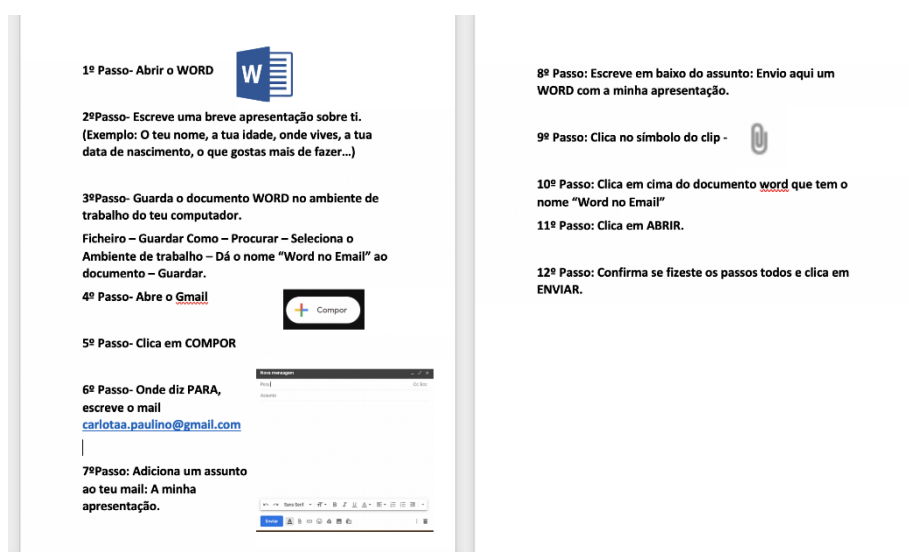 1º Passo- Abrir o WORD
W
2ºPasso- Escreve uma breve apresentação sobre ti.
(Exemplo: O teu nome, a tua idade, onde vives, a tua
data de nascimento, o que gostas mais de fazer…)
3ºPasso- Guarda o documento WORD no ambiente de
trabalho do teu computador.
Ficheiro – Guardar Como – Procurar – Seleciona o
Ambiente de trabalho – Dá o nome “Word no Email” ao
documento – Guardar.
4º Passo- Abre o Gmail
Compor
5º Passo- Clica em COMPOR
6º Passo- Onde diz PARA,
escreve o mail
carlotaa.paulino@gmail.com
Nova mensagem
Para
Cc Bcc
Assunto
7ºPasso: Adiciona um assunto
ao teu mail: A minha
apresentação.
Sans Serif
Enviar
8º Passo: Escreve em baixo do assunto: Envio aqui um
WORD com a minha apresentação.
9º Passo: Clica no símbolo do clip -
10º Passo: Clica em cima do documento word que tem o
nome “Word no Email”
11º Passo: Clica em ABRIR.
12º Passo: Confirma se fizeste os passos todos e clica em
ENVIAR.